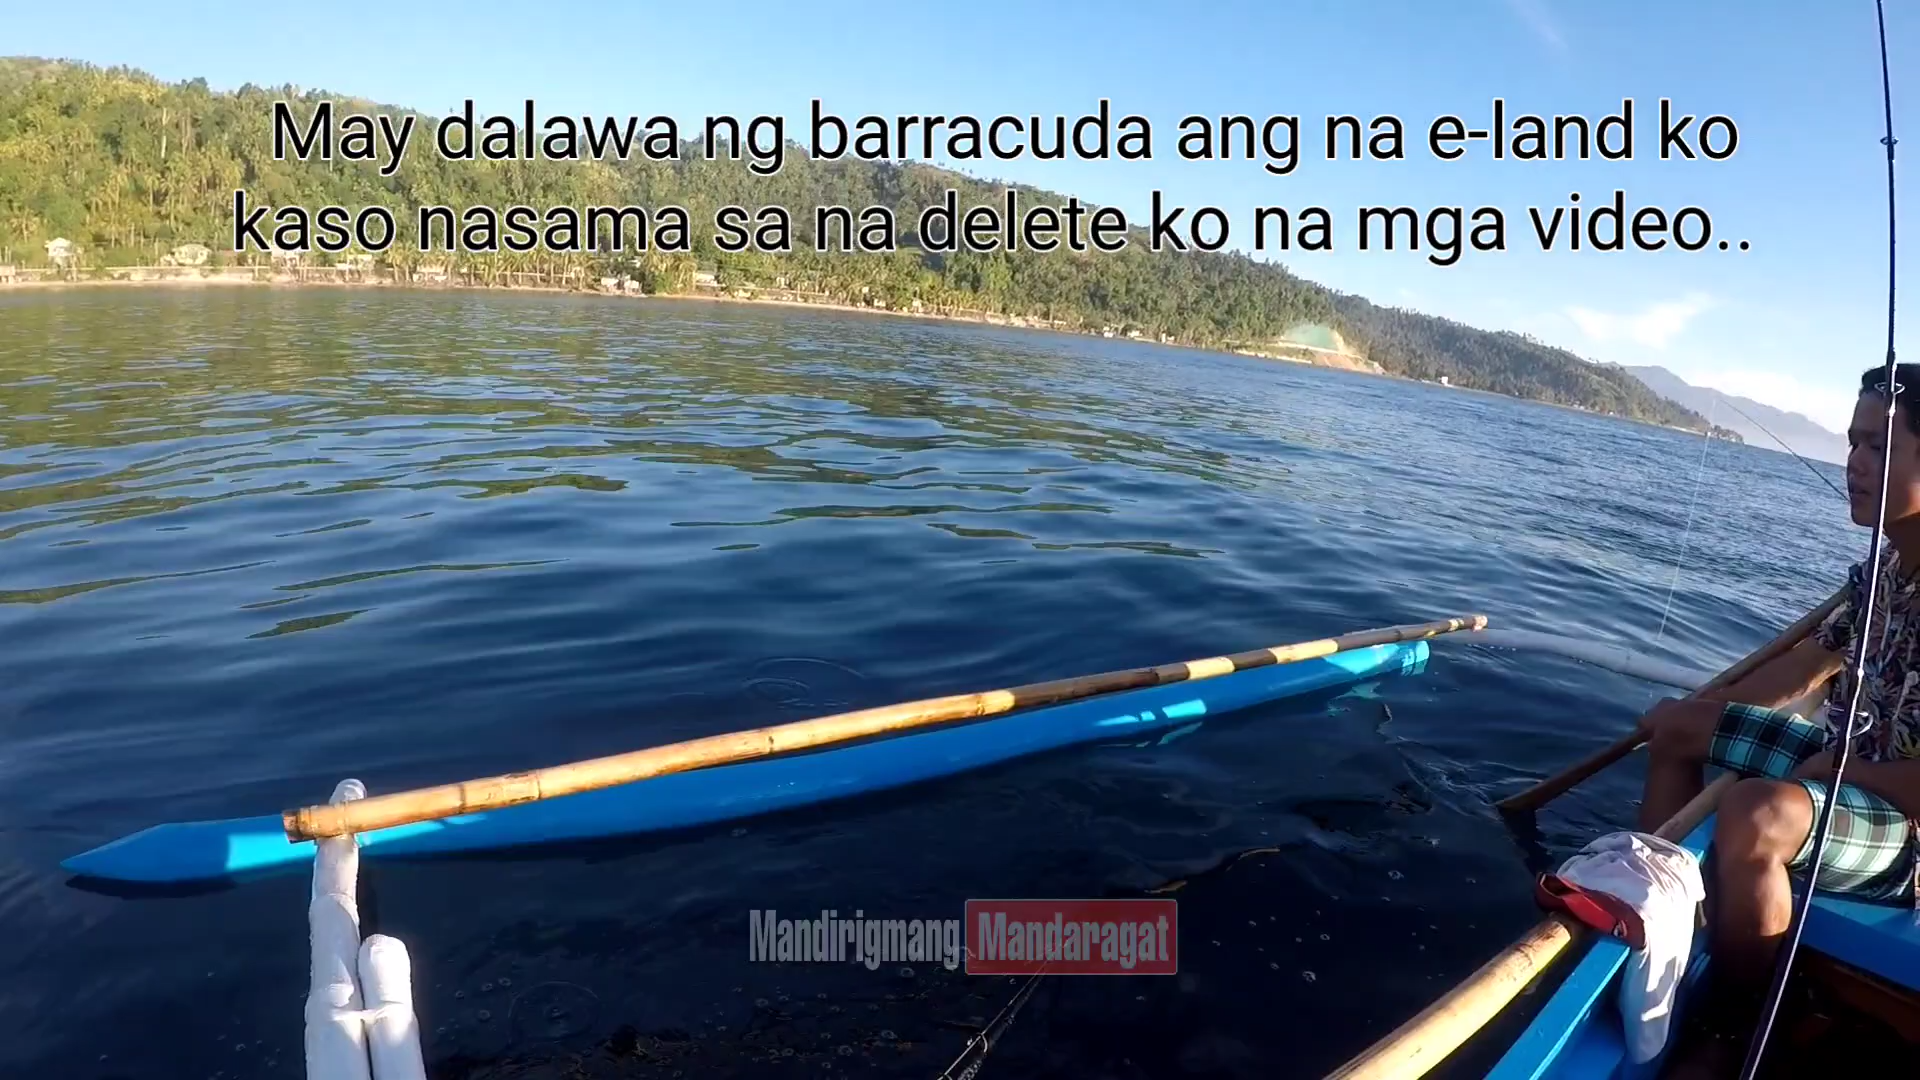 May dalawa ng barracuda ang na e-land ko
kaso nasama sa na delete ko na mga video..
Mandirigmang Mandaragat